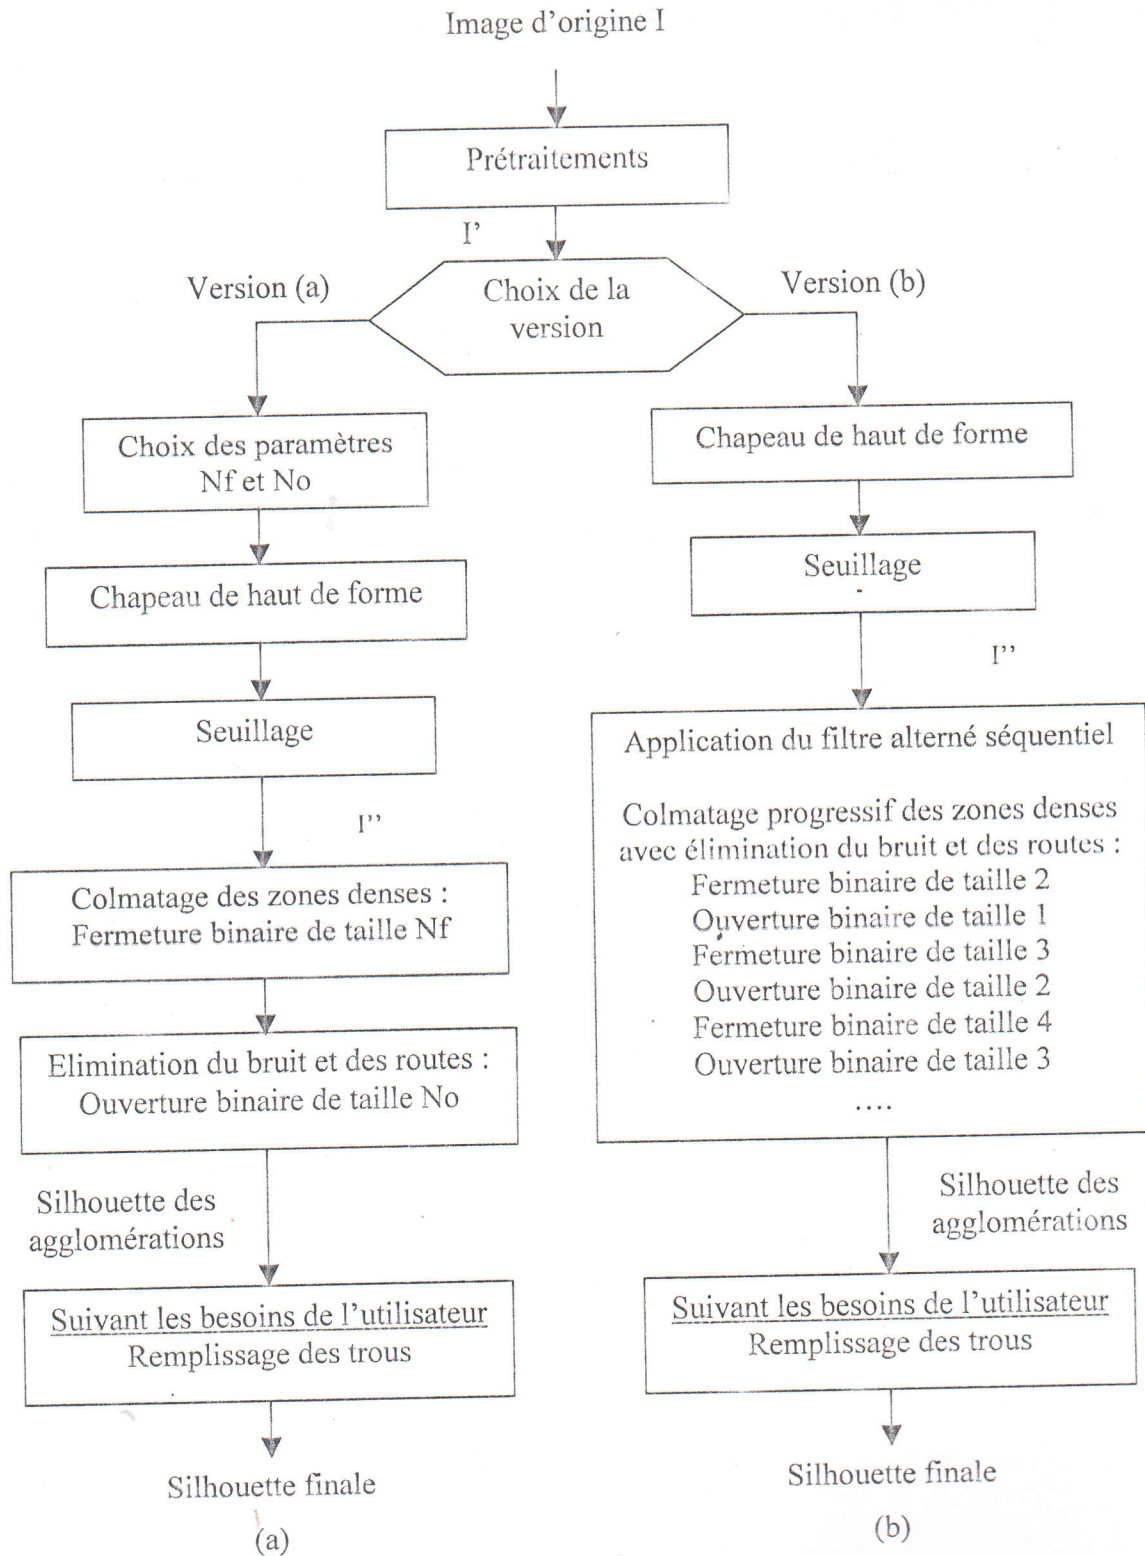 Image d'origine I
Prétraitements
I'
Version (a)
Choix de la
version
Version (b)
Choix des paramètres
Nf et No
Chapeau de haut de forme
Seuillage
I''
Colmatage des zones denses :
Fermeture binaire de taille Nf
Elimination du bruit et des routes :
Ouverture binaire de taille No
Silhouette des
agglomérations
Suivant les besoins de l'utilisateur
Remplissage des trous
Silhouette finale
(a)
Chapeau de haut de forme
Seuillage
I''
Application du filtre alterné séquentiel
Colmatage progressif des zones denses
avec élimination du bruit et des routes :
Fermeture binaire de taille 2
Ouverture binaire de taille 1
Fermeture binaire de taille 3
Ouverture binaire de taille 2
Fermeture binaire de taille 4
Ouverture binaire de taille 3
....
Silhouette des
agglomérations
Suivant les besoins de l'utilisateur
Remplissage des trous
Silhouette finale
(b)